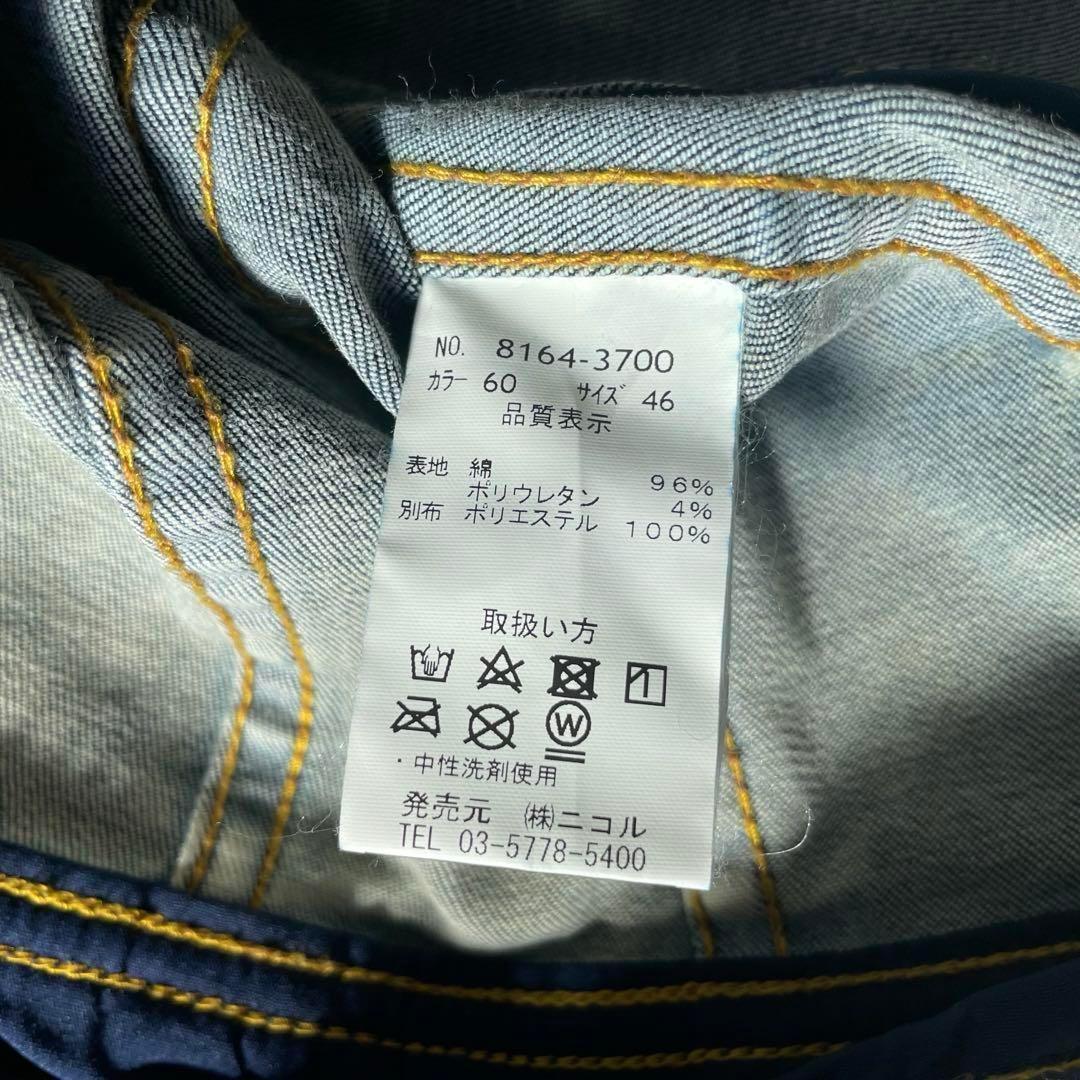 NO. 8164-3700
カラー 60 サイズ 46
品質表示
表地 綿 96%
ポリウレタン 4%
別布 ポリエステル 100%
取扱い方
W
・中性洗剤使用
発売元 ㈱ニコル
TEL 03-5778-5400